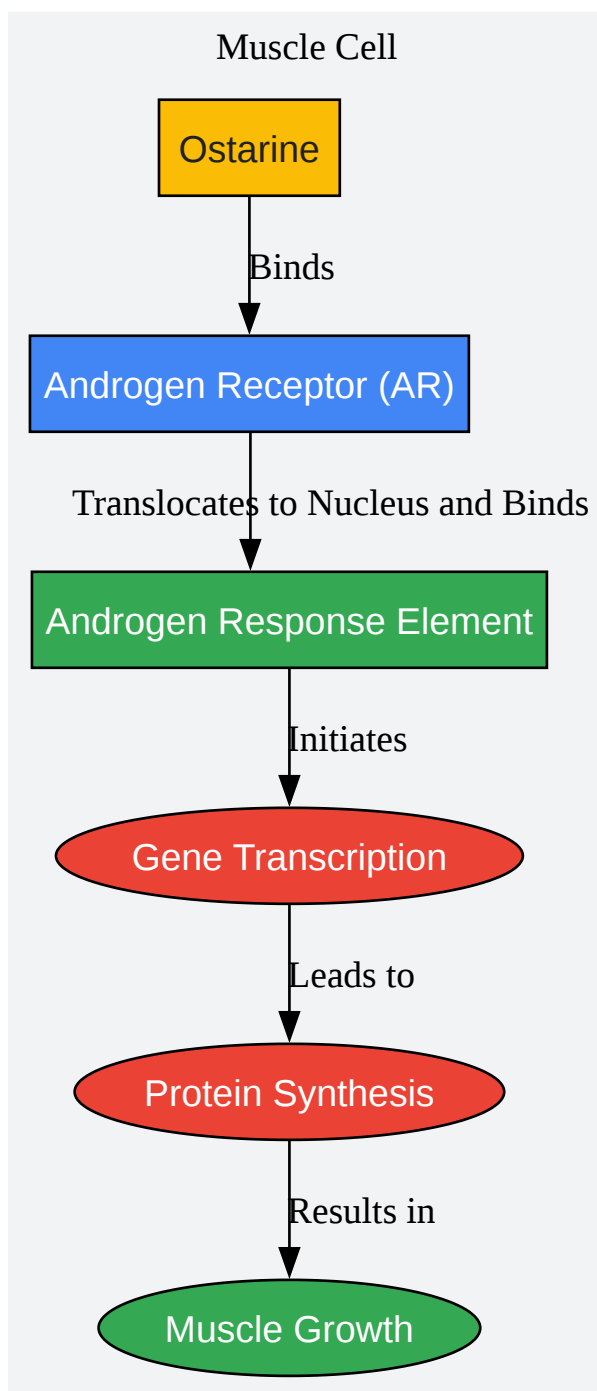 Muscle Cell
Ostarine
Binds
Androgen Receptor (AR)
Translocates to Nucleus and Binds
Androgen Response Element
Initiates
Gene Transcription
Leads to
Protein Synthesis
Results in
Muscle Growth